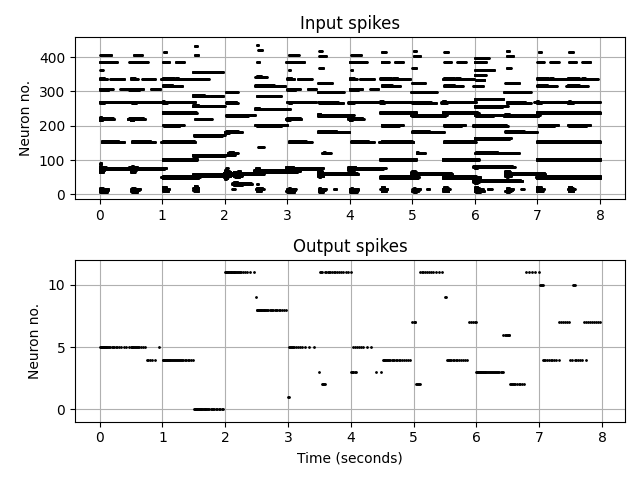 Input spikes
Neuron no.
400
300
200
100
0
0 1 2 3 4 5 6 7 8
Output spikes
Neuron no.
10
5
0
0 1 2 3 4 5 6 7 8
Time (seconds)